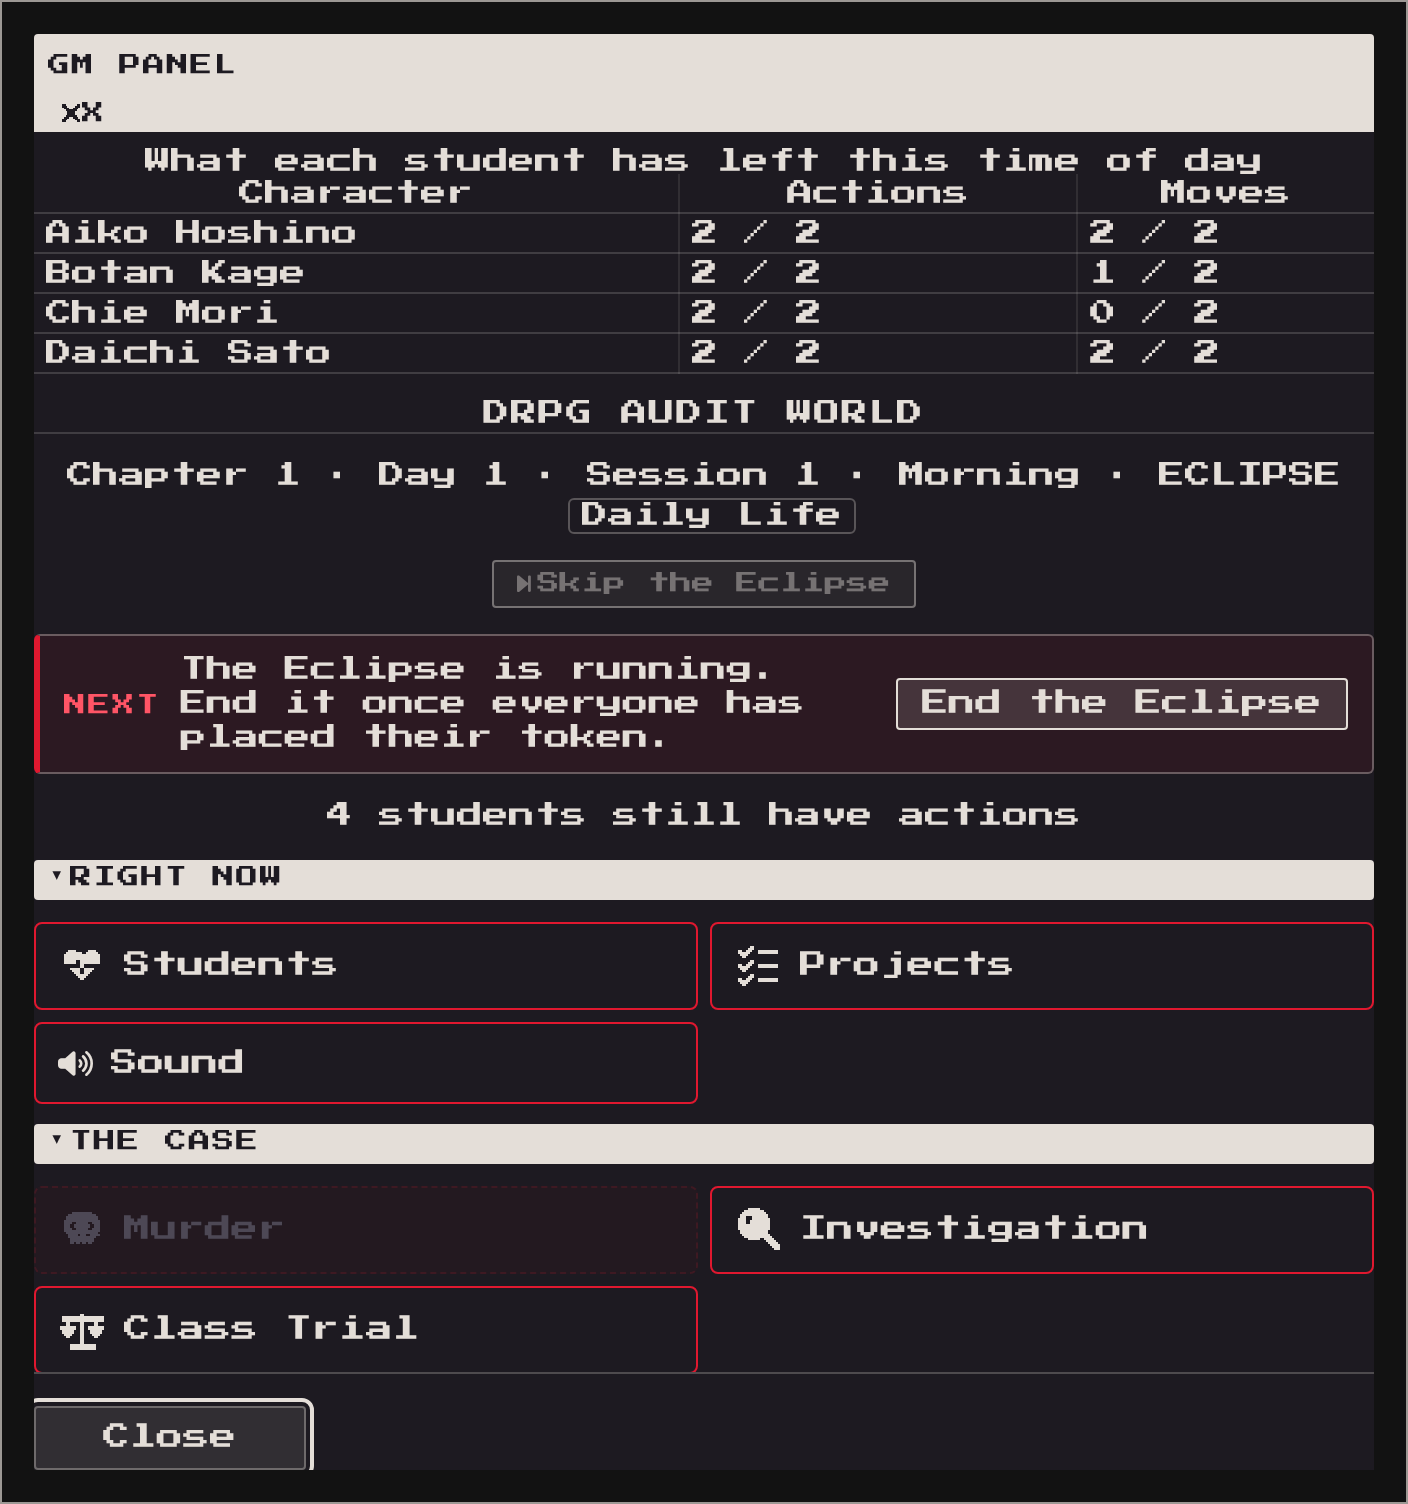 GM PANEL
xX
What each student has left this time of day
Character Actions Moves
Aiko Hoshino 2 / 2 2 / 2
Botan Kage 2 / 2 1 / 2
Chie Mori 2 / 2 0 / 2
Daichi Sato 2 / 2 2 / 2
DRPG AUDIT WORLD
Chapter 1 · Day 1 · Session 1 · Morning · ECLIPSE
Daily Life
Skip the Eclipse
NEXT
The Eclipse is running.
End it once everyone has
placed their token.
End the Eclipse
4 students still have actions
RIGHT NOW
Students
Projects
Sound
THE CASE
Murder
Investigation
Class Trial
Close